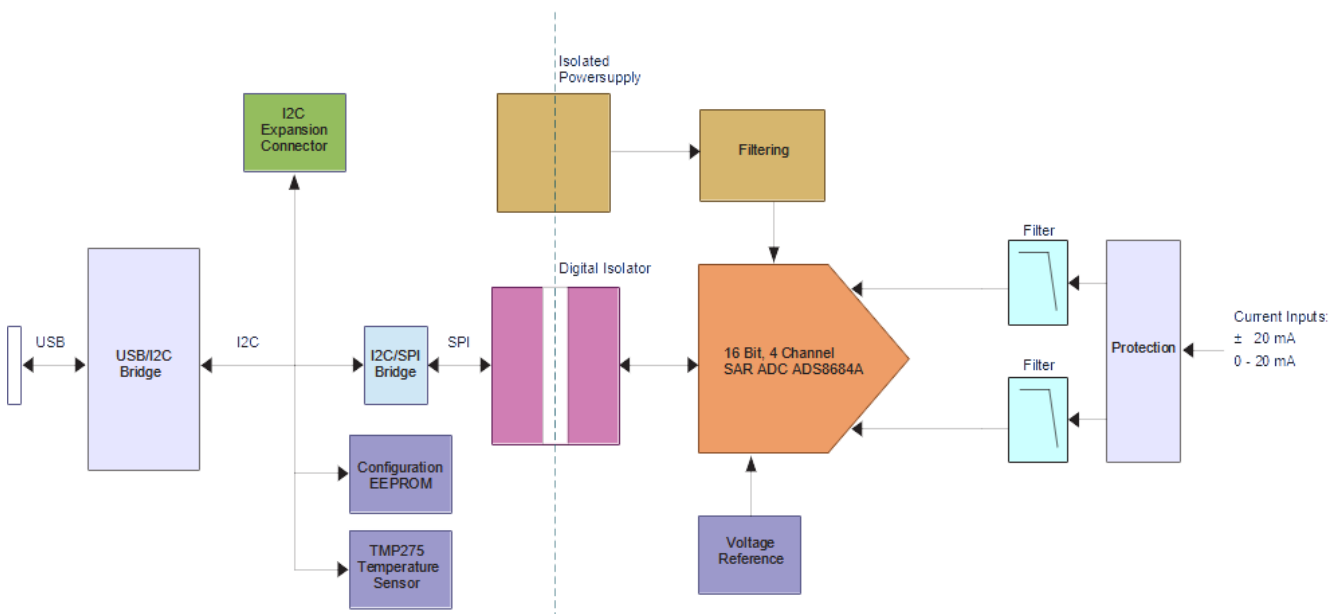 Isolated
Powersupply
I2C
Expansion
Connector
Filtering
Filter
Digital Isolator
USB
USB/I2C
Bridge
I2C
I2C/SPI
Bridge
SPI
16 Bit, 4 Channel
SAR ADC ADS8684A
Protection
Current Inputs:
± 20 mA
0 - 20 mA
Filter
Configuration
EEPROM
TMP275
Temperature
Sensor
Voltage
Reference